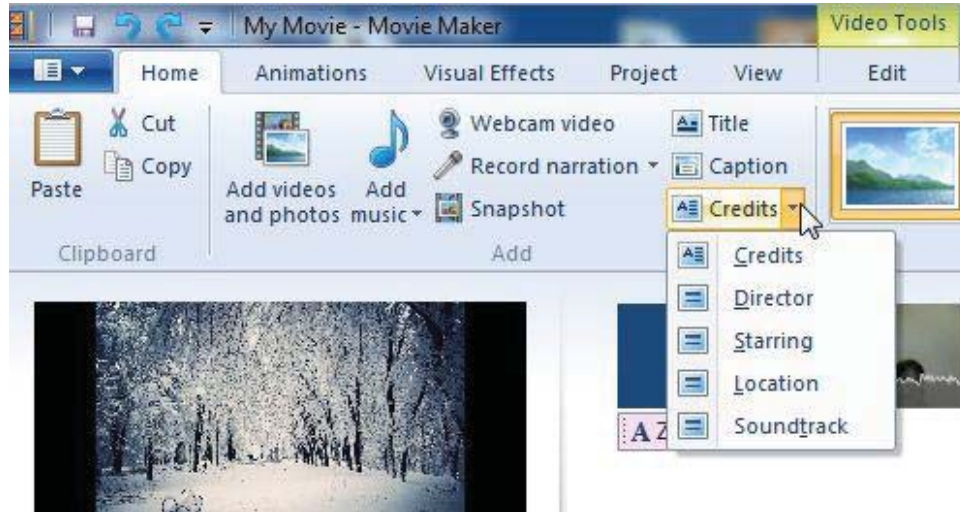 My Movie - Movie Maker
Video Tools
Home Animations Visual Effects Project View Edit
Cut
Copy
Paste
Clipboard
Add videos
and photos
Add
music
Webcam video
Record narration
Snapshot
Title
Caption
Credits
Add
Credits
Director
Starring
Location
Soundtrack
A Z